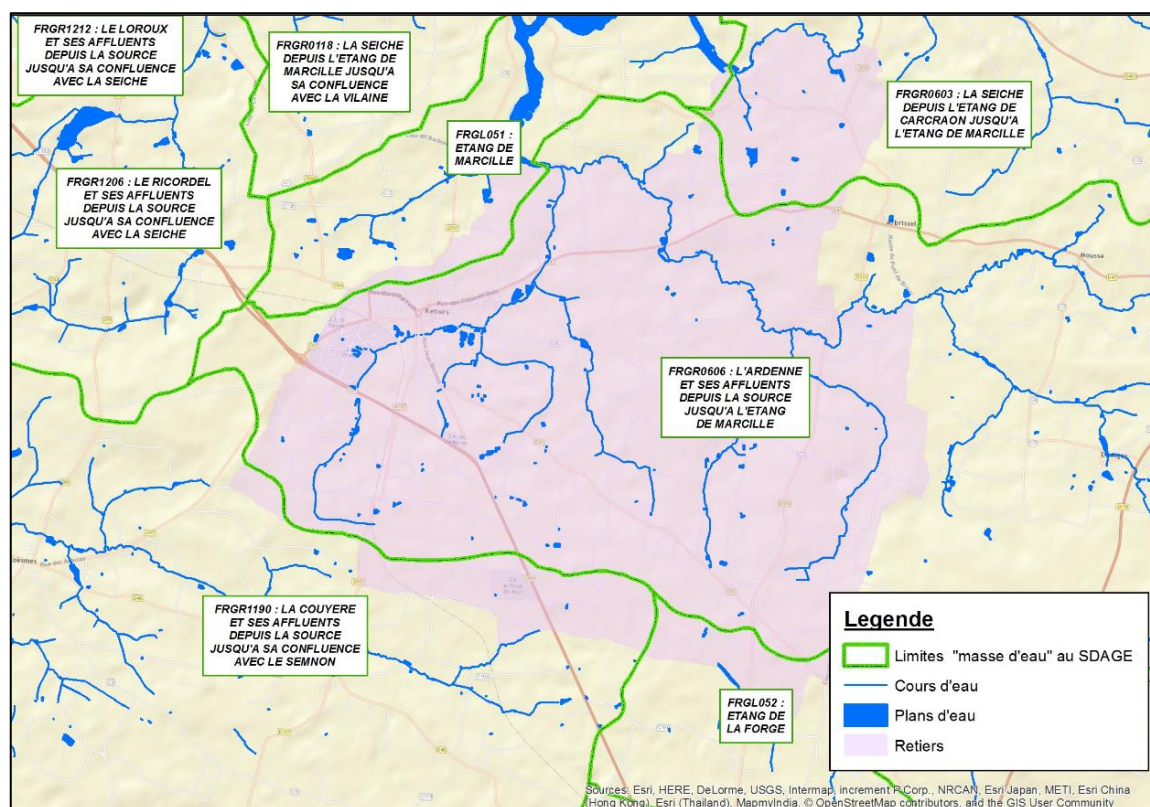 FRGR1212 : LE LOROUX
ET SES AFFLUENTS
DEPUIS LA SOURCE
JUSQU'A SA CONFLUENCE
AVEC LA SEICHE
FRGR0118 : LA SEICHE
DEPUIS L'ETANG DE
MARCILLE JUSQU'A
SA CONFLUENCE
AVEC LA VILAINE
FRGR0603 : LA SEICHE
DEPUIS L'ETANG DE
CARCRAON JUSQU'A
L'ETANG DE MARCILLE
FRGL051 :
ETANG DE
MARCILLE
FRGR1206 : LE RICORDEL
ET SES AFFLUENTS
DEPUIS LA SOURCE
JUSQU'A SA CONFLUENCE
AVEC LA SEICHE
Arbrissel
Moussé
Retiers
FRGR0606 : L'ARDENNE
ET SES AFFLUENTS
DEPUIS LA SOURCE
JUSQU'A L'ETANG
DE MARCILLE
FRGR1190 : LA COUYERE
ET SES AFFLUENTS
DEPUIS LA SOURCE
JUSQU'A SA CONFLUENCE
AVEC LE SEMNON
FRGL052 :
ETANG DE
LA FORGE
Legende
Limites "masse d'eau" au SDAGE
Cours d'eau
Plans d'eau
Retiers
Sources: Esri, HERE, DeLorme, USGS, Intermap, increment P Corp., NRCAN, Esri Japan, METI, Esri China
(Hong Kong), Esri (Thailand), MapmyIndia, © OpenStreetMap contributors, and the GIS User Community